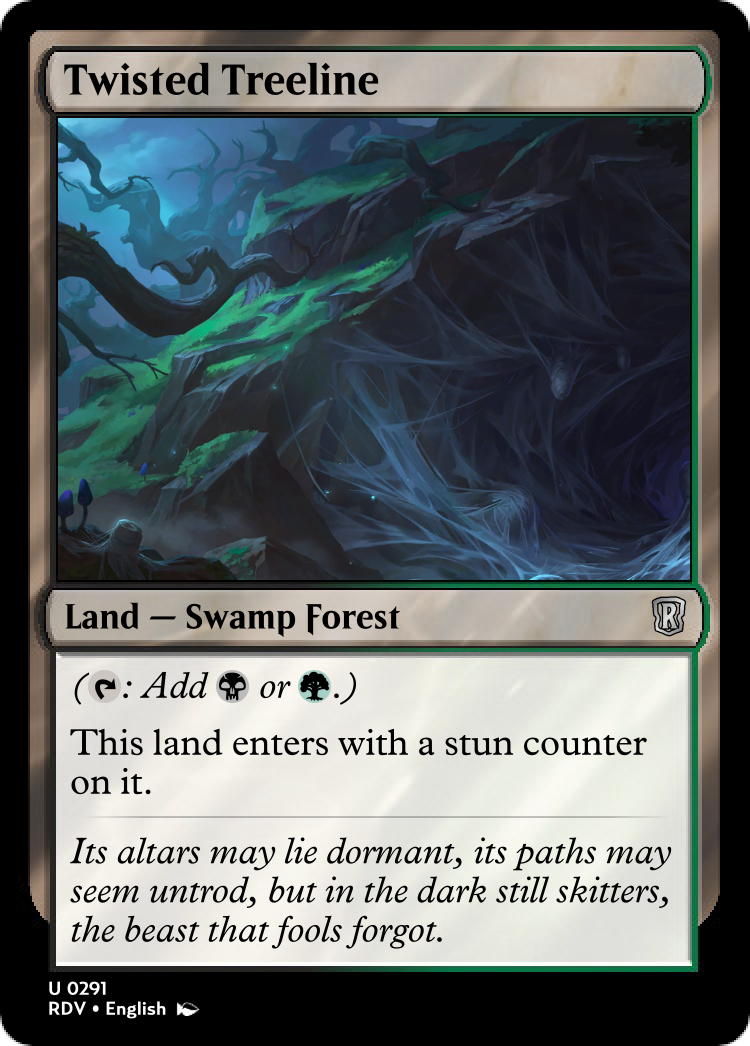 Twisted Treeline
Land — Swamp Forest
R
(: Add or .)
This land enters with a stun counter
on it.
Its altars may lie dormant, its paths may
seem untrod, but in the dark still skitters,
the beast that fools forgot.
U 0291
RDV • English